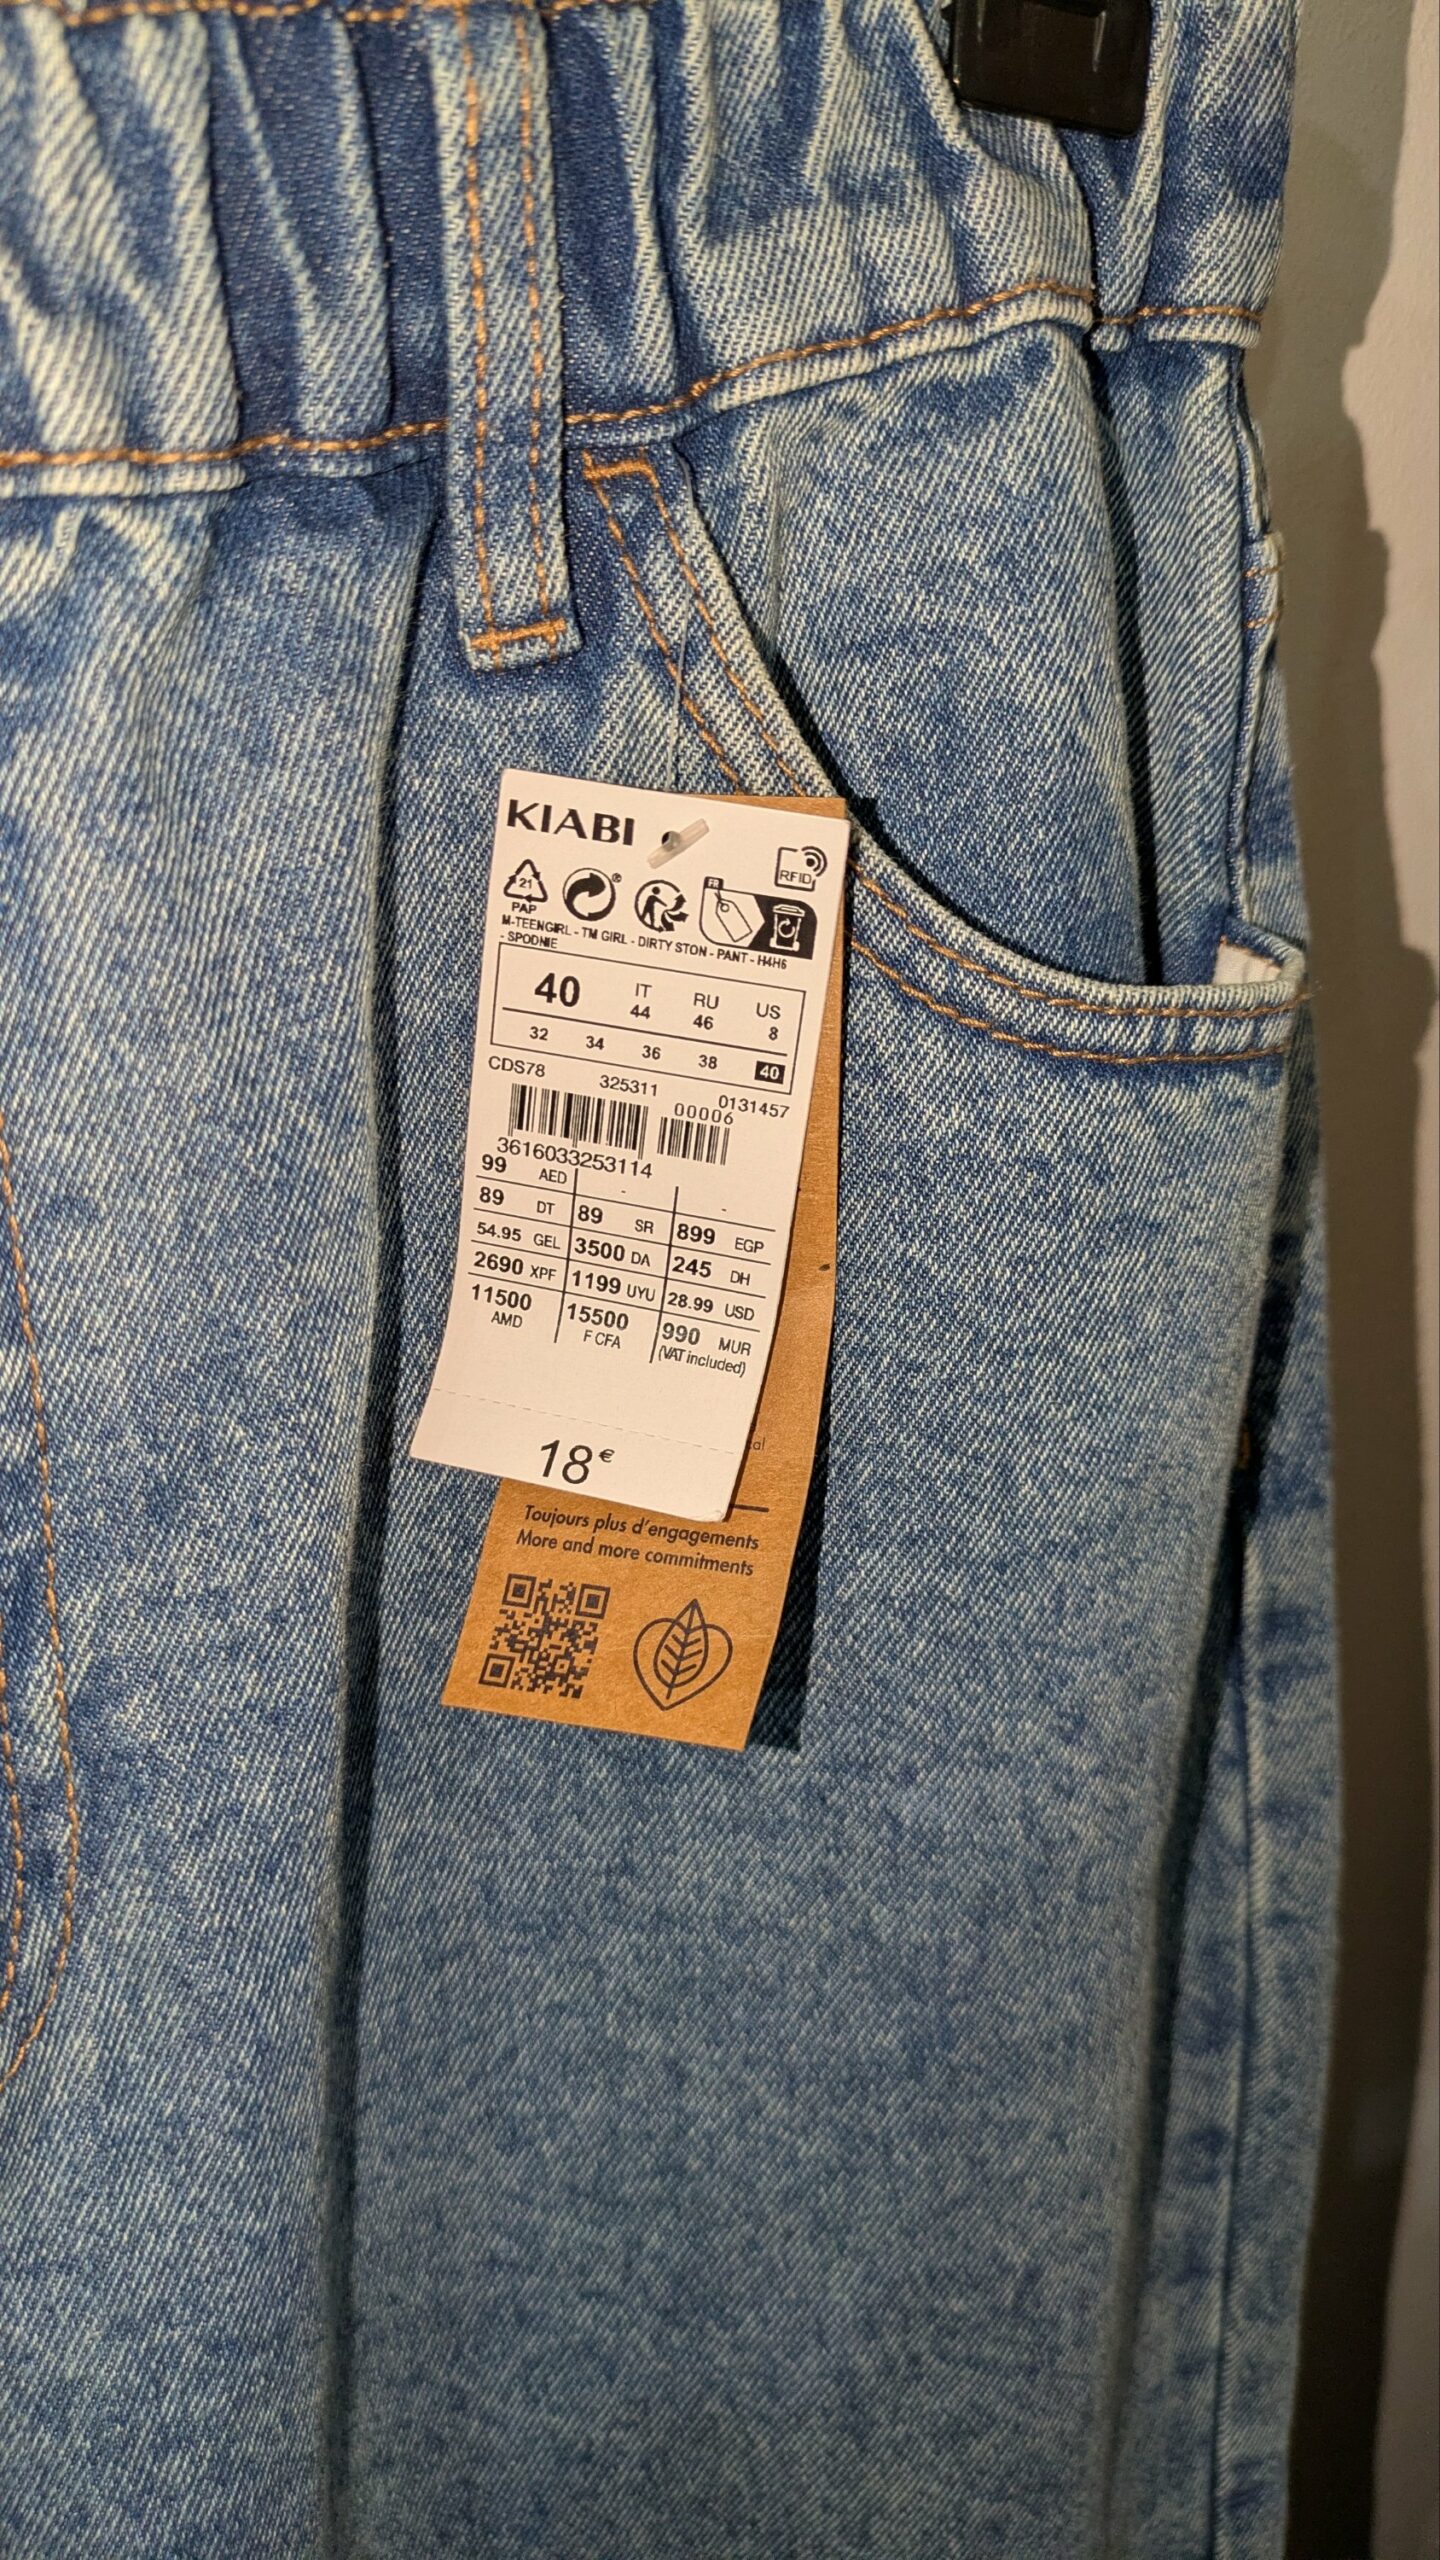 KIABI
RFID
21
PAP
FR
M-TEENGIRL - TM GIRL - DIRTY STON - PANT - H4H6
- SPODNIE
40 IT 44 RU 46 US 8
32 34 36 38 40
CDS78 325311 0131457
00006
3616033253114
99 AED - -
89 DT 89 SR 899 EGP
54.95 GEL 3500 DA 245 DH
2690 XPF 1199 UYU 28.99 USD
11500 AMD 15500 F CFA 990 MUR
(VAT included)
18€
Toujours plus d'engagements
More and more commitments